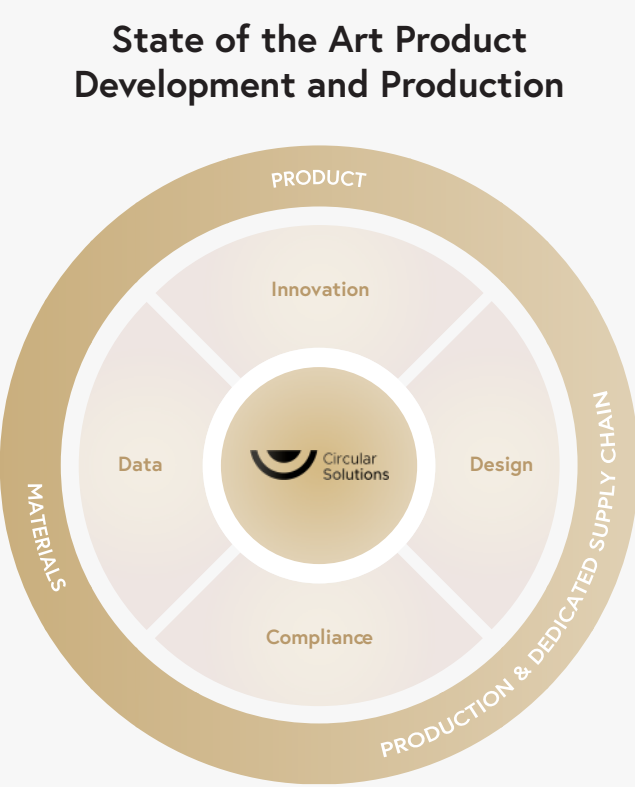 State of the Art Product
Development and Production
PRODUCT
Innovation
Data
Circular
Solutions
Design
MATERIALS
PRODUCTION & DEDICATED SUPPLY CHAIN
Compliance